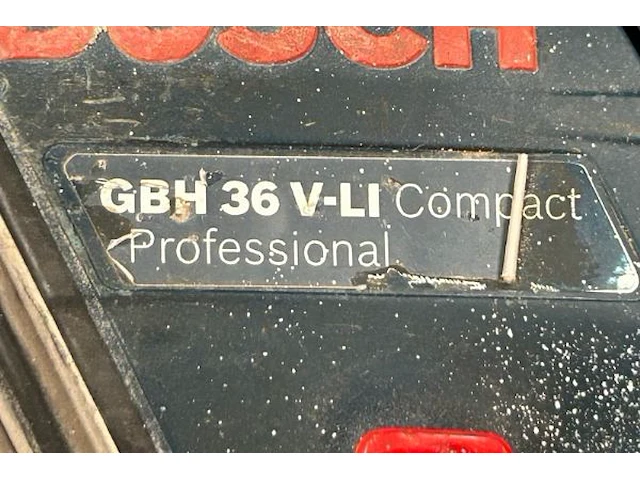 BOSCH
GBH 36 V-LI Compact
Professional